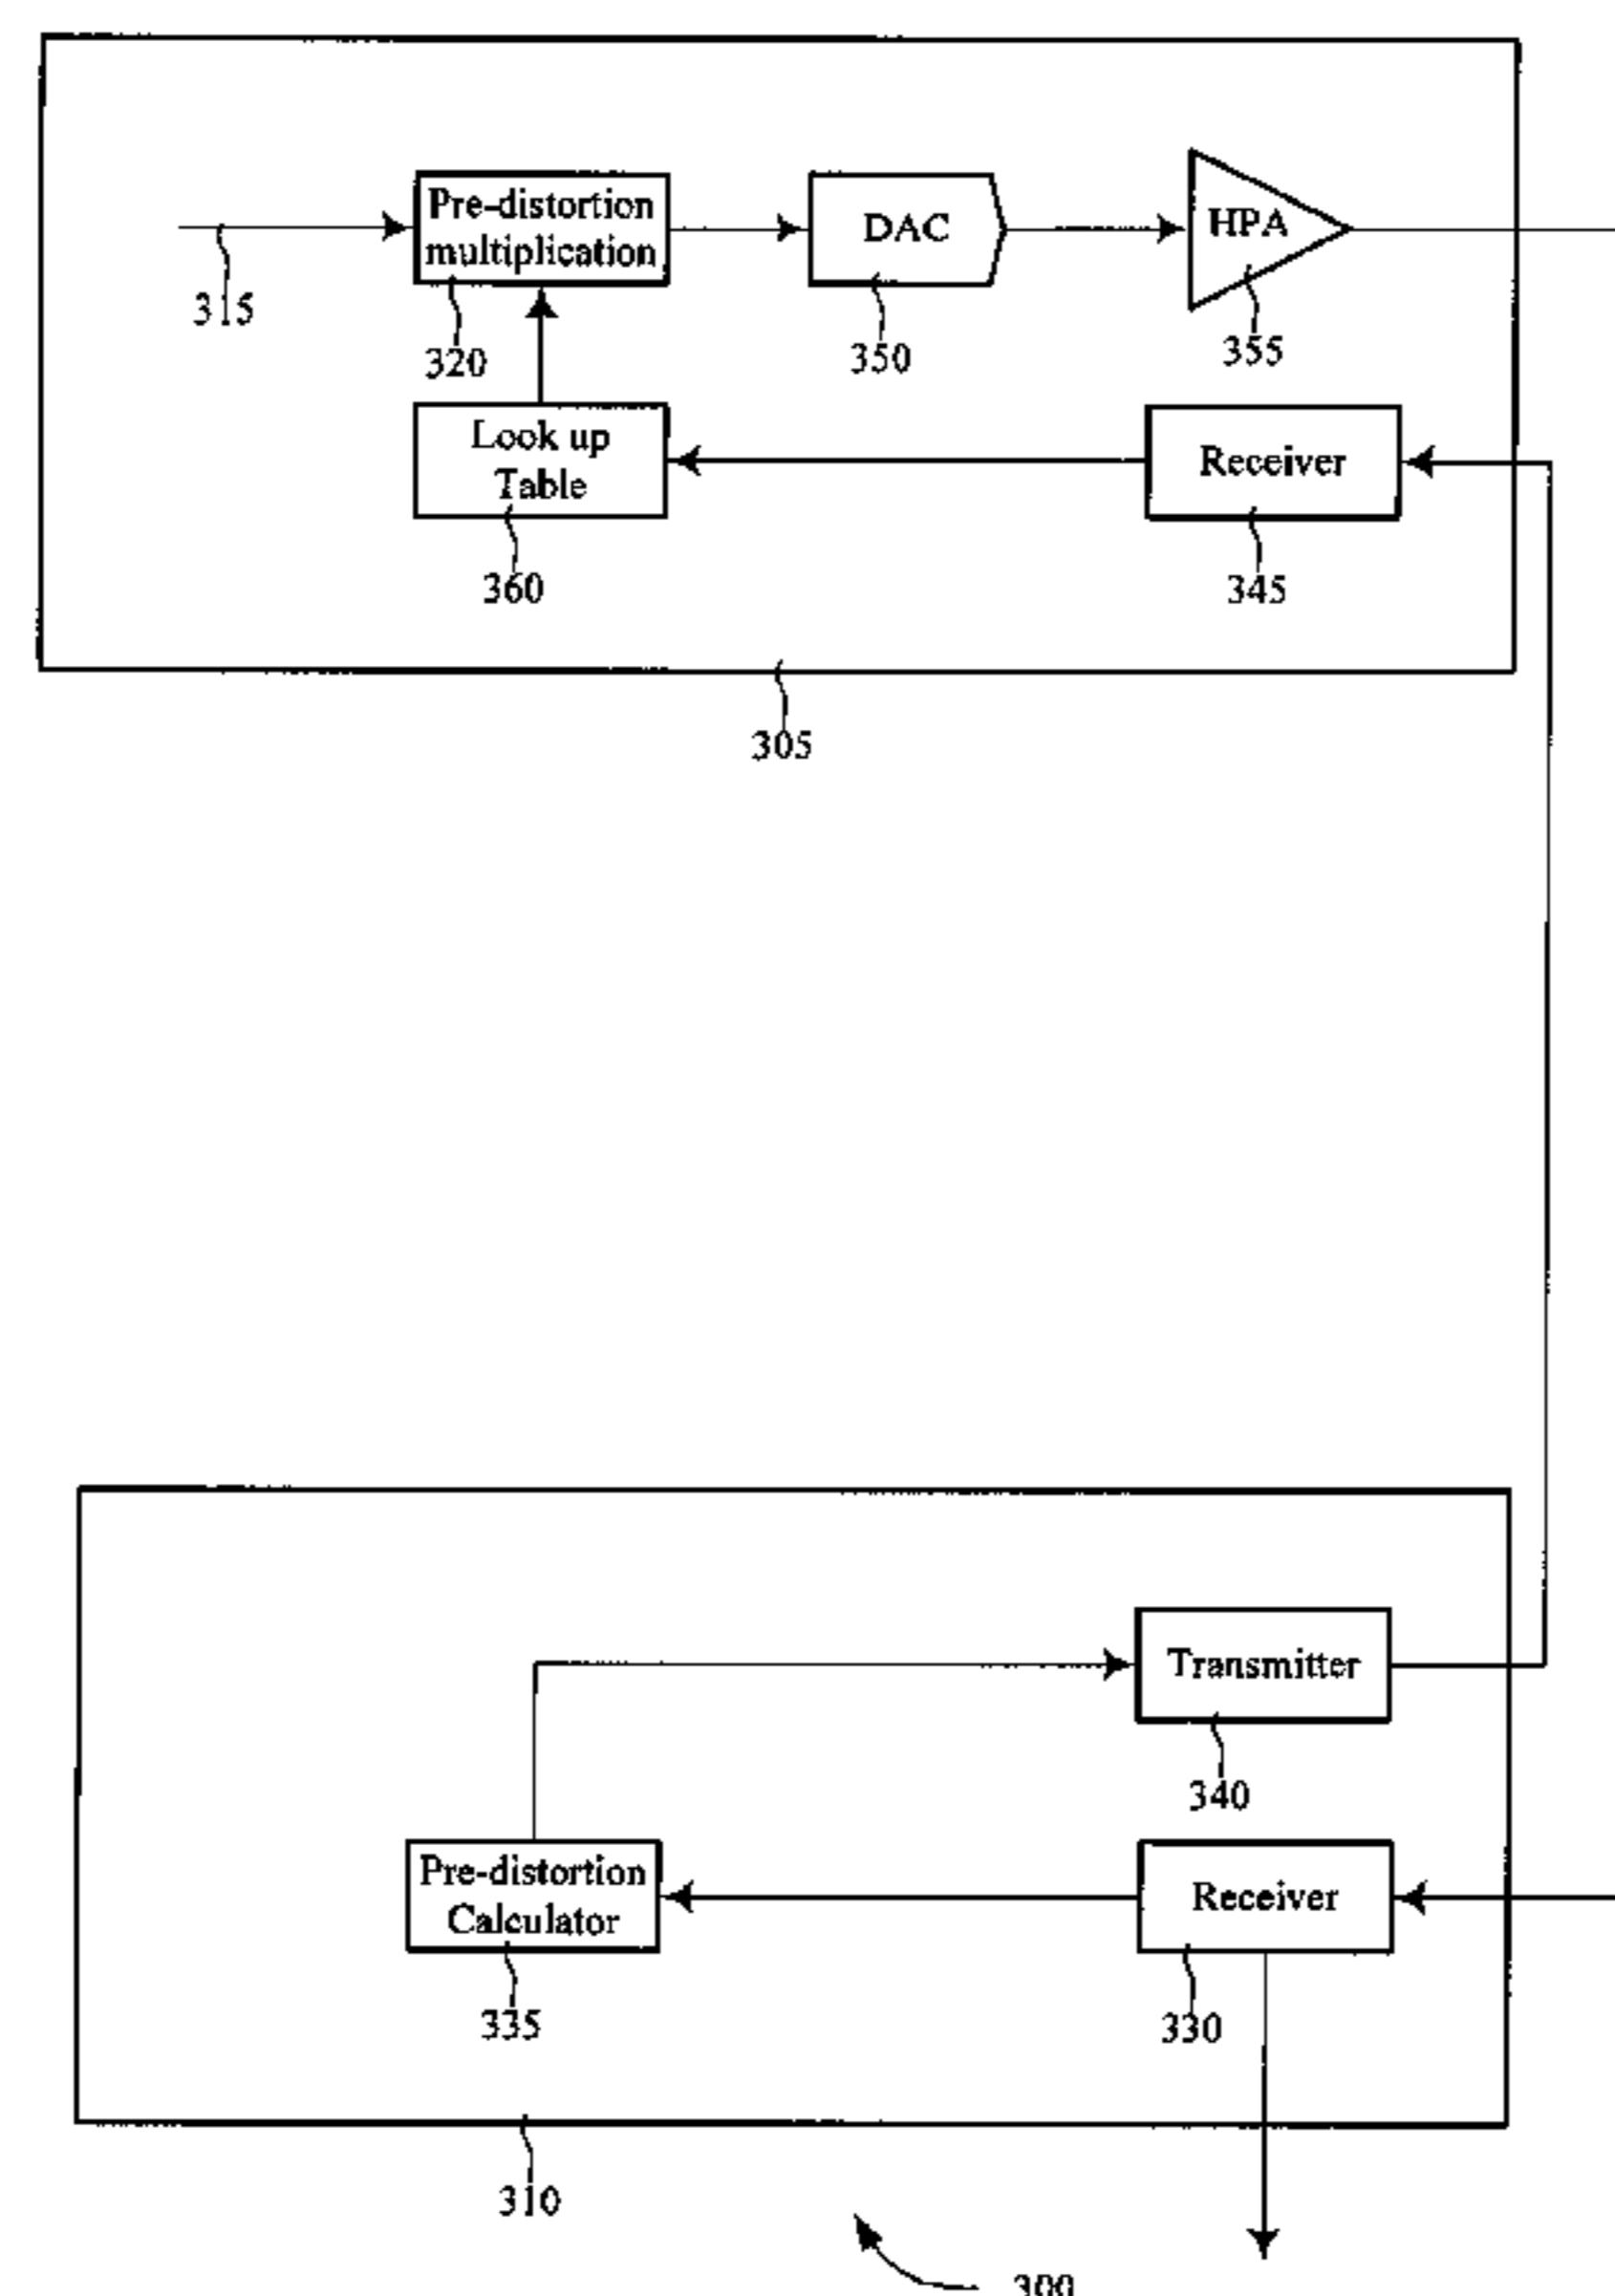 Pre-distortion
multiplication
DAC
HPA
315
320
350
355
Look up
Table
Receiver
360
345
305
Transmitter
340
Pre-distortion
Calculator
Receiver
335
330
310
300